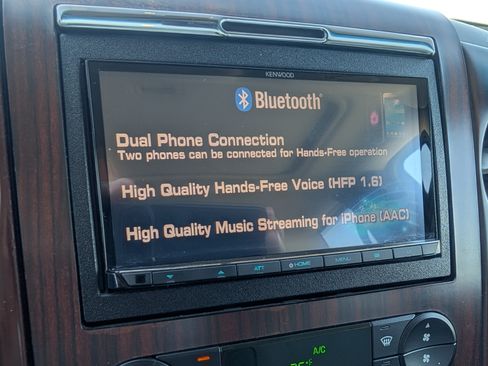 KENWOOD
Bluetooth®
Dual Phone Connection
Two phones can be connected for Hands-Free operation
High Quality Hands-Free Voice (HFP 1.6)
High Quality Music Streaming for iPhone (AAC)
ATT HOME MENU
A/C